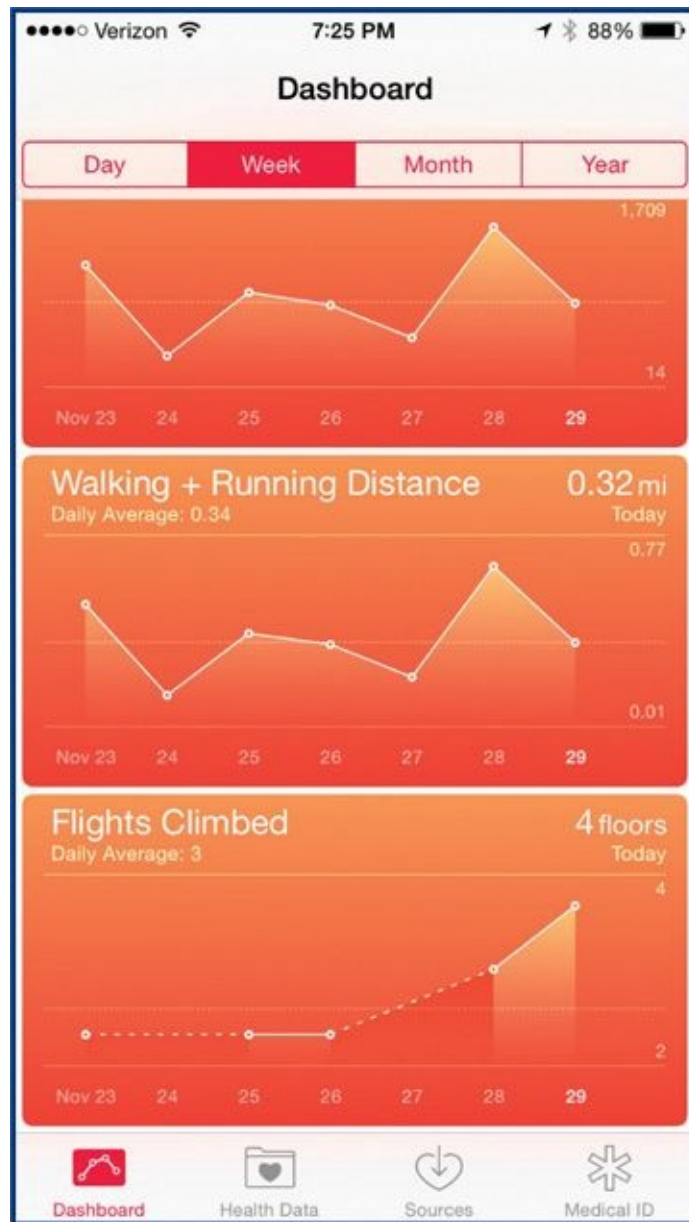 Verizon 7:25 PM 88%
Dashboard
Day Week Month Year
1,709
14
Nov 23 24 25 26 27 28 29
Walking + Running Distance 0.32 mi
Daily Average: 0.34 Today
0.77
0.01
Nov 23 24 25 26 27 28 29
Flights Climbed 4 floors
Daily Average: 3 Today
4
2
Nov 23 24 25 26 27 28 29
Dashboard Health Data Sources Medical ID